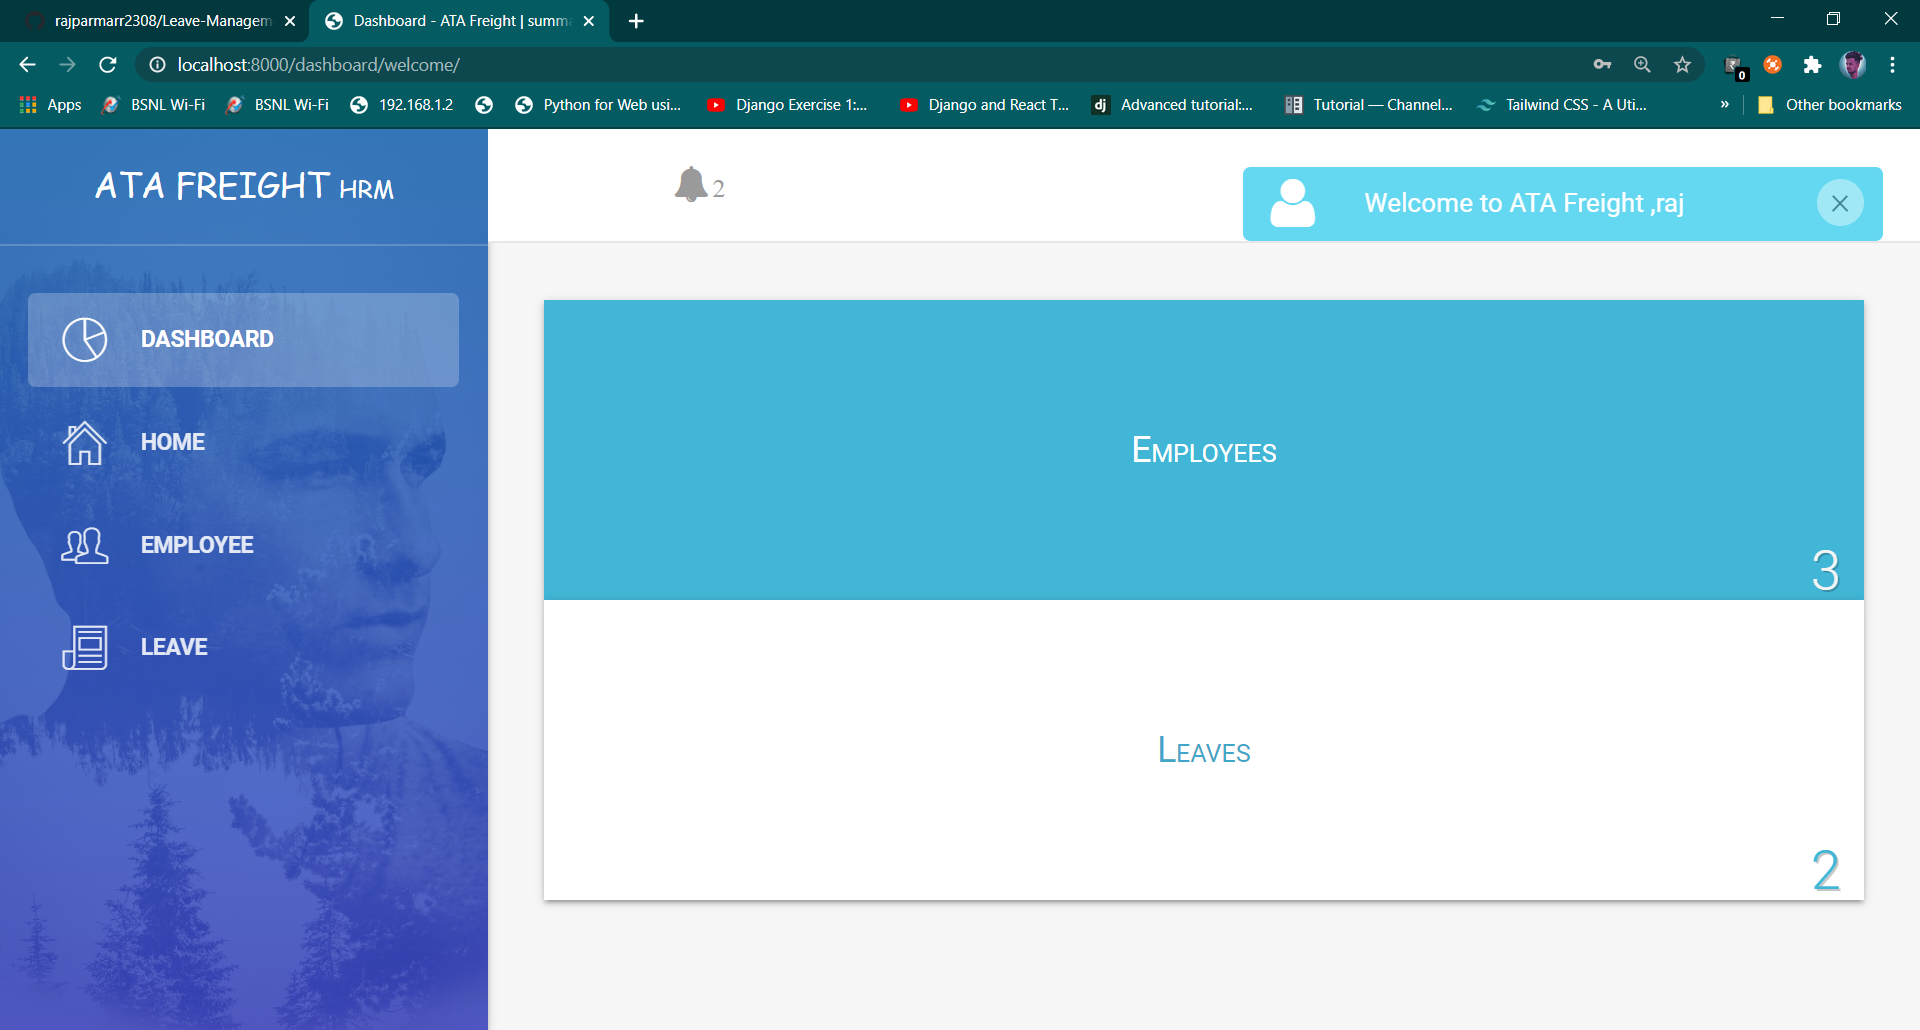 rajparmarr2308/Leave-Managem
Dashboard - ATA Freight | summa
localhost:8000/dashboard/welcome/
0
Apps
BSNL Wi-Fi
BSNL Wi-Fi
192.168.1.2
Python for Web usi...
Django Exercise 1:...
Django and React T...
dj
Advanced tutorial:...
Tutorial — Channel...
Tailwind CSS - A Uti...
»
Other bookmarks
ATA FREIGHT HRM
2
Welcome to ATA Freight ,raj
DASHBOARD
HOME
EMPLOYEE
LEAVE
Employees
3
Leaves
2